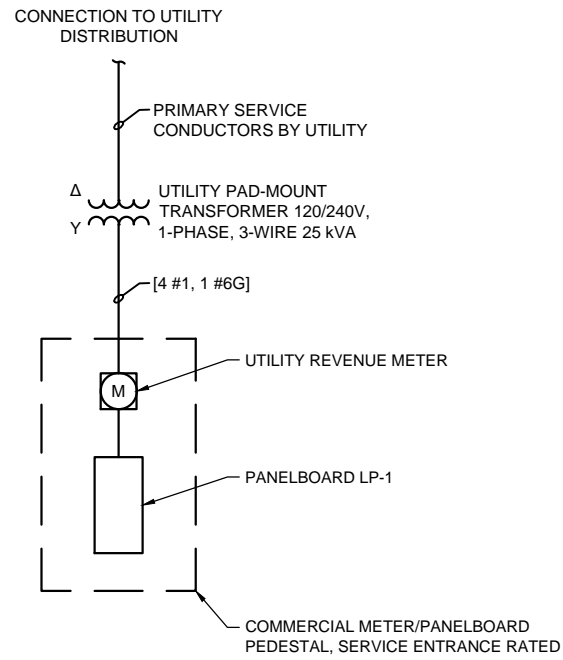 CONNECTION TO UTILITY
DISTRIBUTION
PRIMARY SERVICE
CONDUCTORS BY UTILITY
Δ
Y
UTILITY PAD-MOUNT
TRANSFORMER 120/240V,
1-PHASE, 3-WIRE 25 kVA
[4 #1, 1 #6G]
UTILITY REVENUE METER
M
PANELBOARD LP-1
COMMERCIAL METER/PANELBOARD
PEDESTAL, SERVICE ENTRANCE RATED